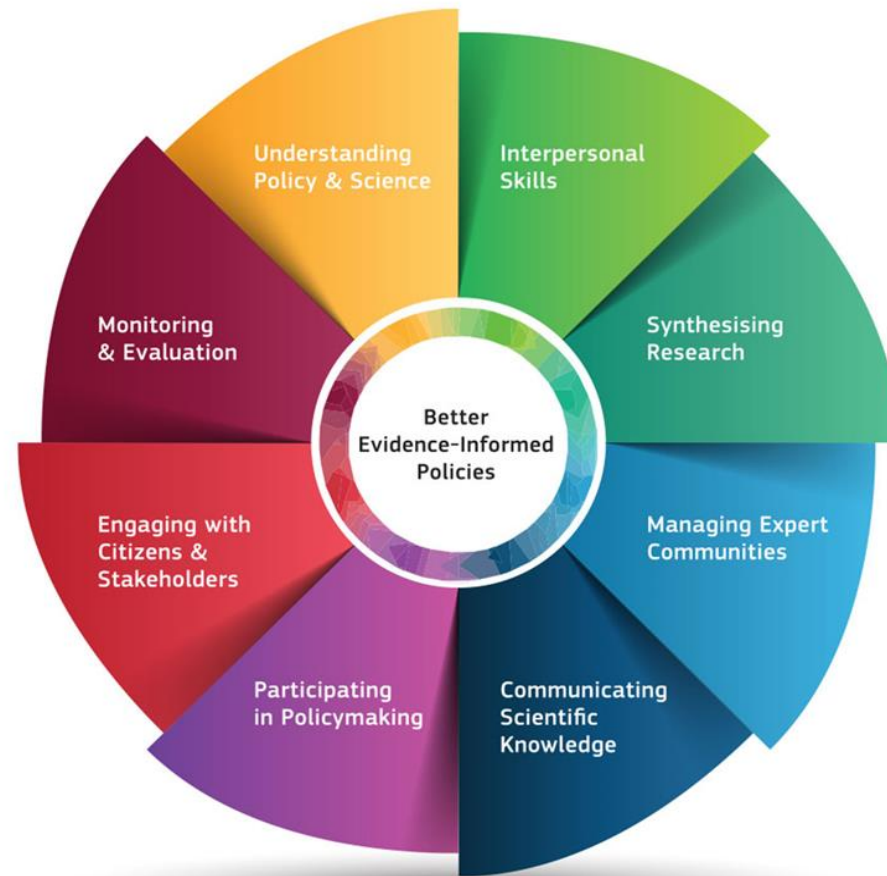 Understanding
Policy & Science
Interpersonal
Skills
Monitoring
& Evaluation
Synthesising
Research
Better
Evidence-Informed
Policies
Engaging with
Citizens &
Stakeholders
Managing Expert
Communities
Participating
in Policymaking
Communicating
Scientific
Knowledge